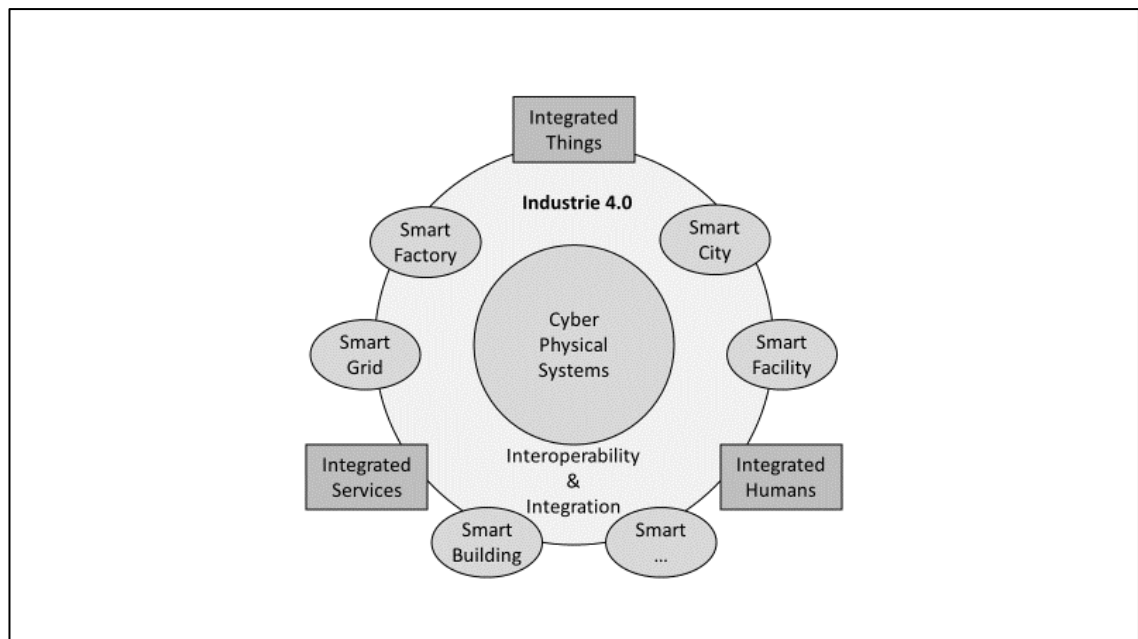 Integrated
Things
Industrie 4.0
Smart
Factory
Smart
City
Cyber
Physical
Systems
Smart
Grid
Smart
Facility
Integrated
Services
Interoperability
&
Integration
Integrated
Humans
Smart
Building
Smart
...